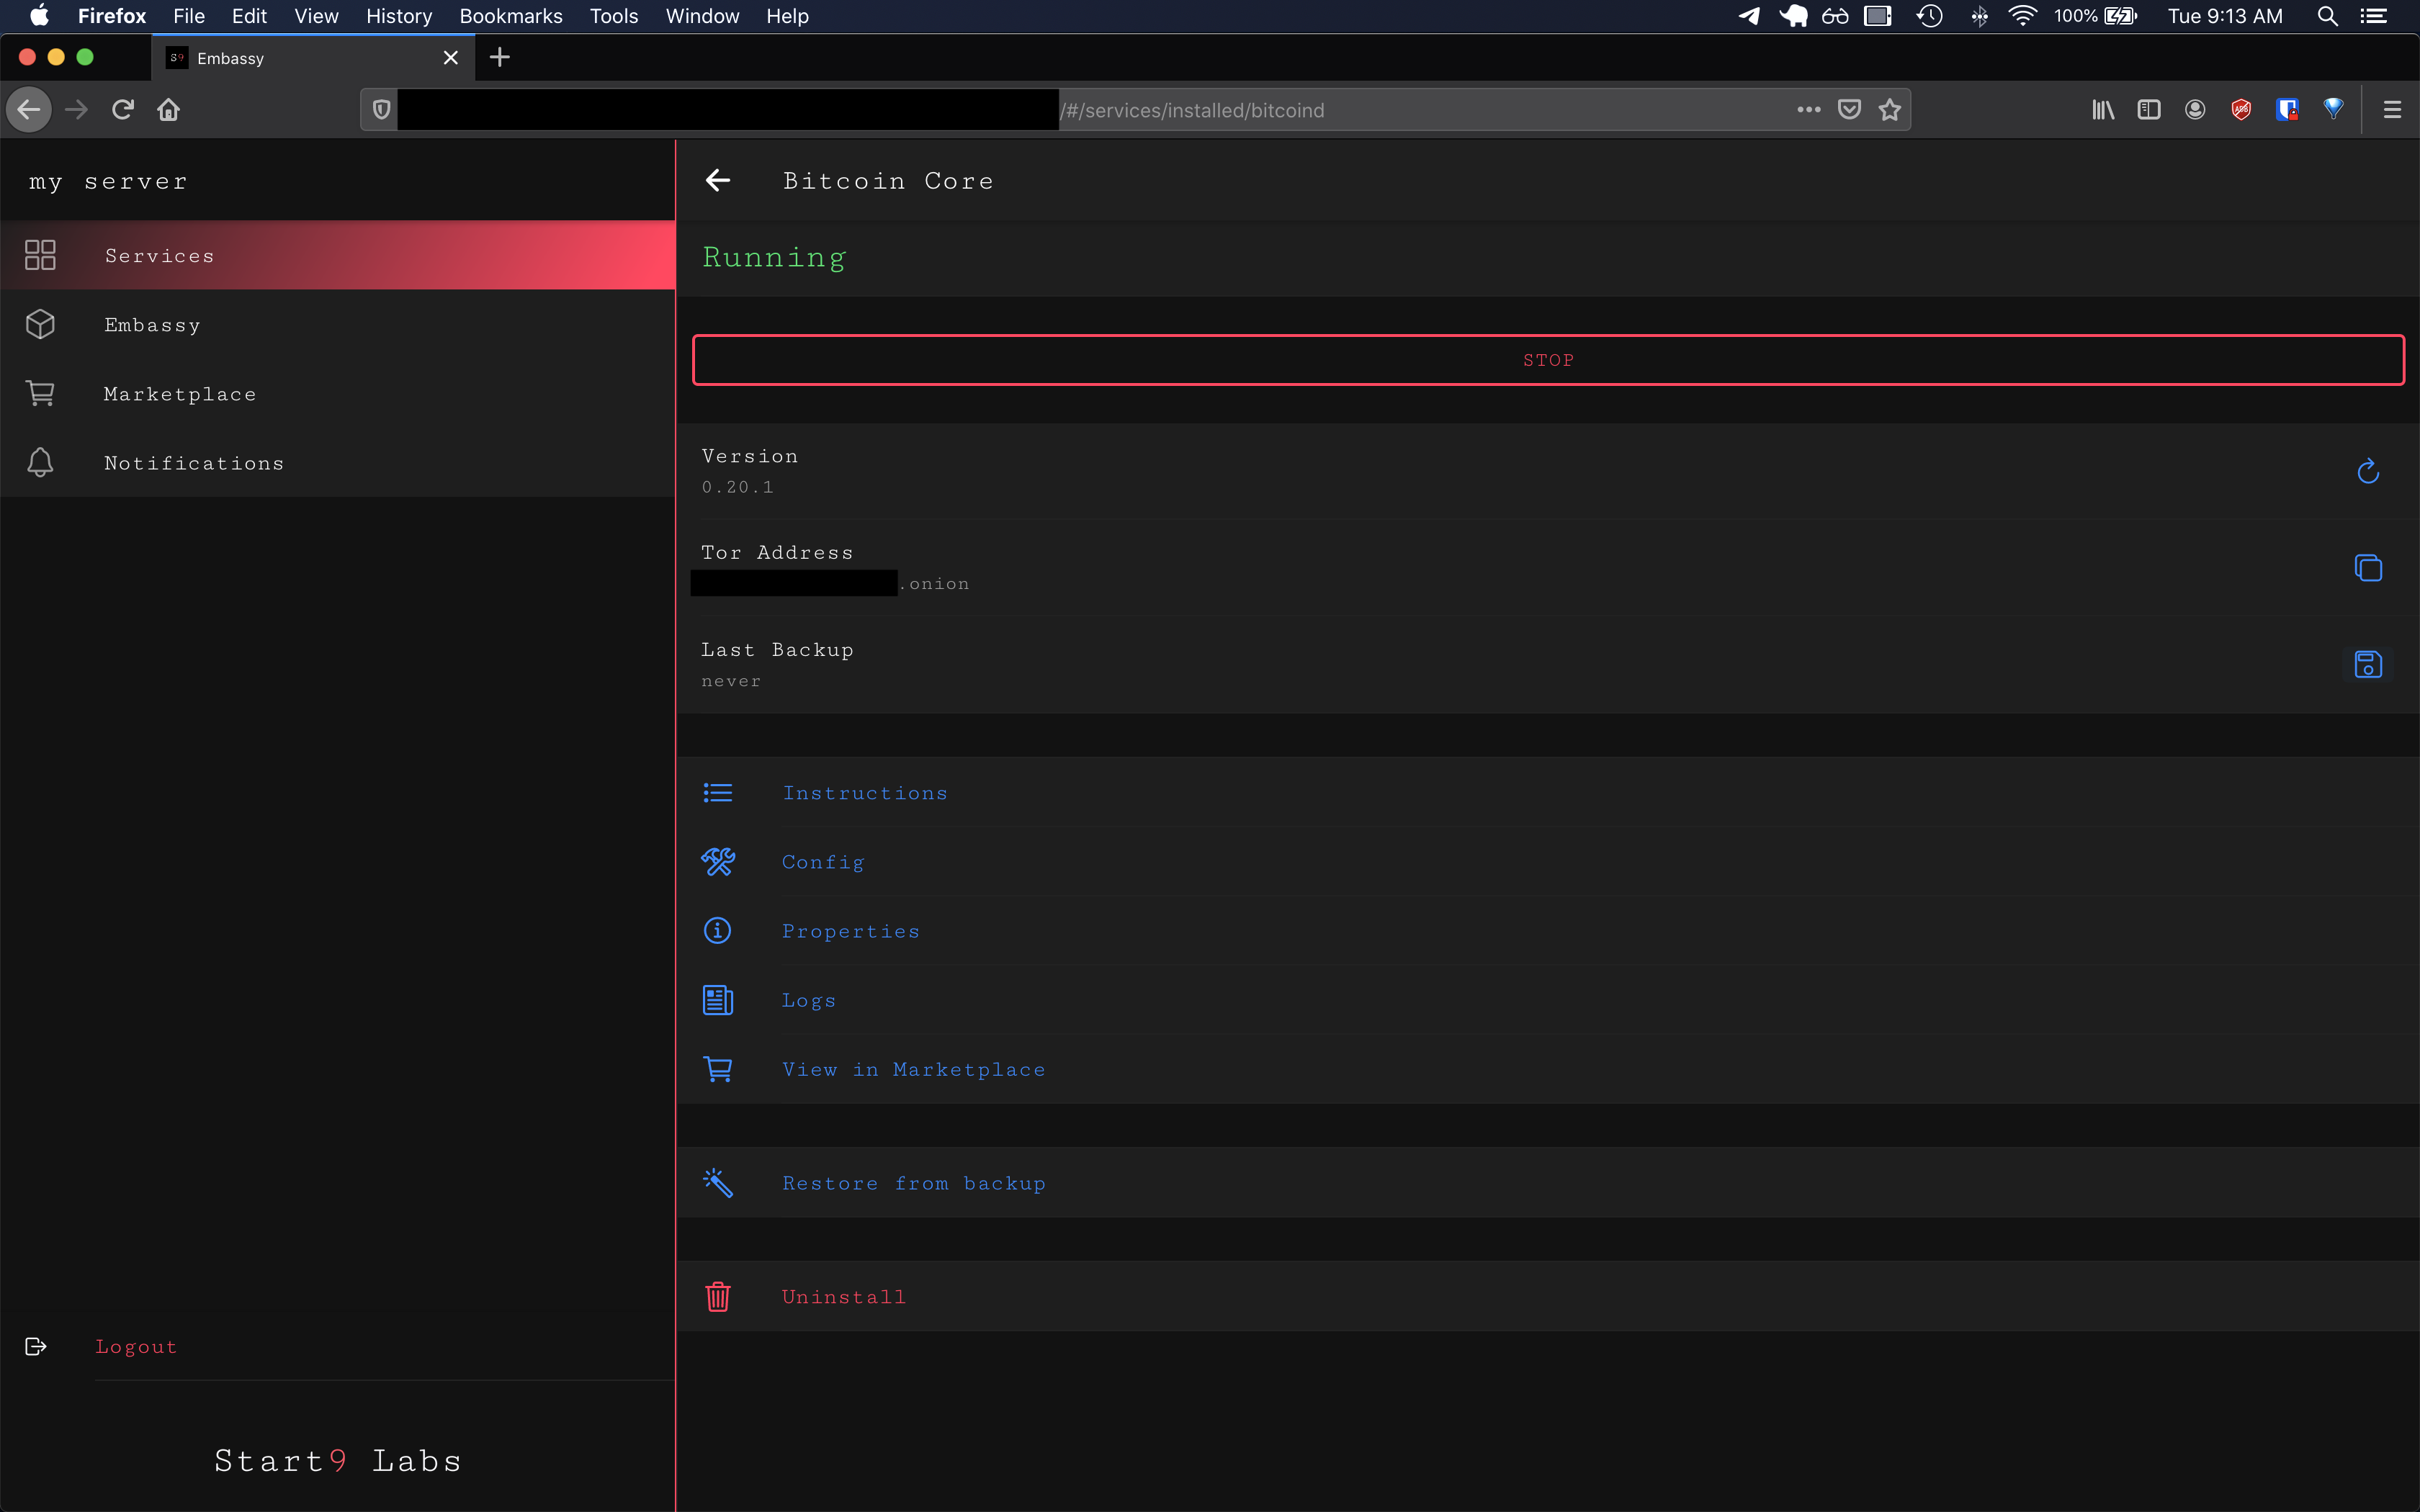 Firefox File Edit View History Bookmarks Tools Window Help 100% Tue 9:13 AM
S9 Embassy
/#/services/installed/bitcoind
ABP
my server
Services
Embassy
Marketplace
Notifications
Logout
Start9 Labs
Bitcoin Core
Running
STOP
Version
0.20.1
Tor Address
.onion
Last Backup
never
Instructions
Config
Properties
Logs
View in Marketplace
Restore from backup
Uninstall